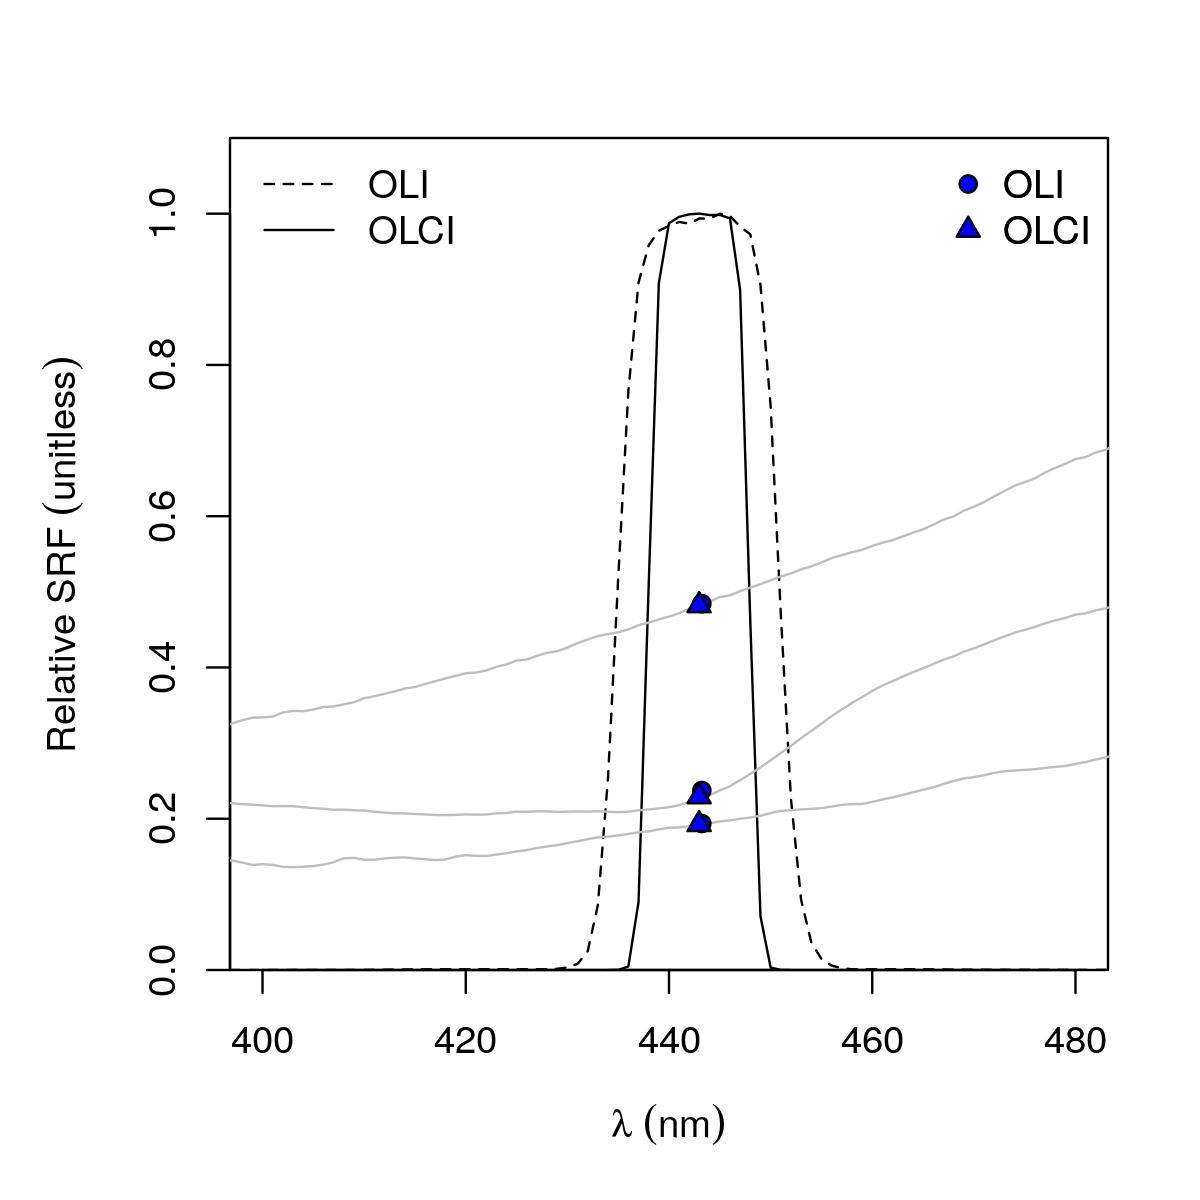 OLI
OLCI
OLI
OLCI
Relative SRF (unitless)
1.0
0.8
0.6
0.4
0.2
0.0
400 420 440 460 480
λ (nm)